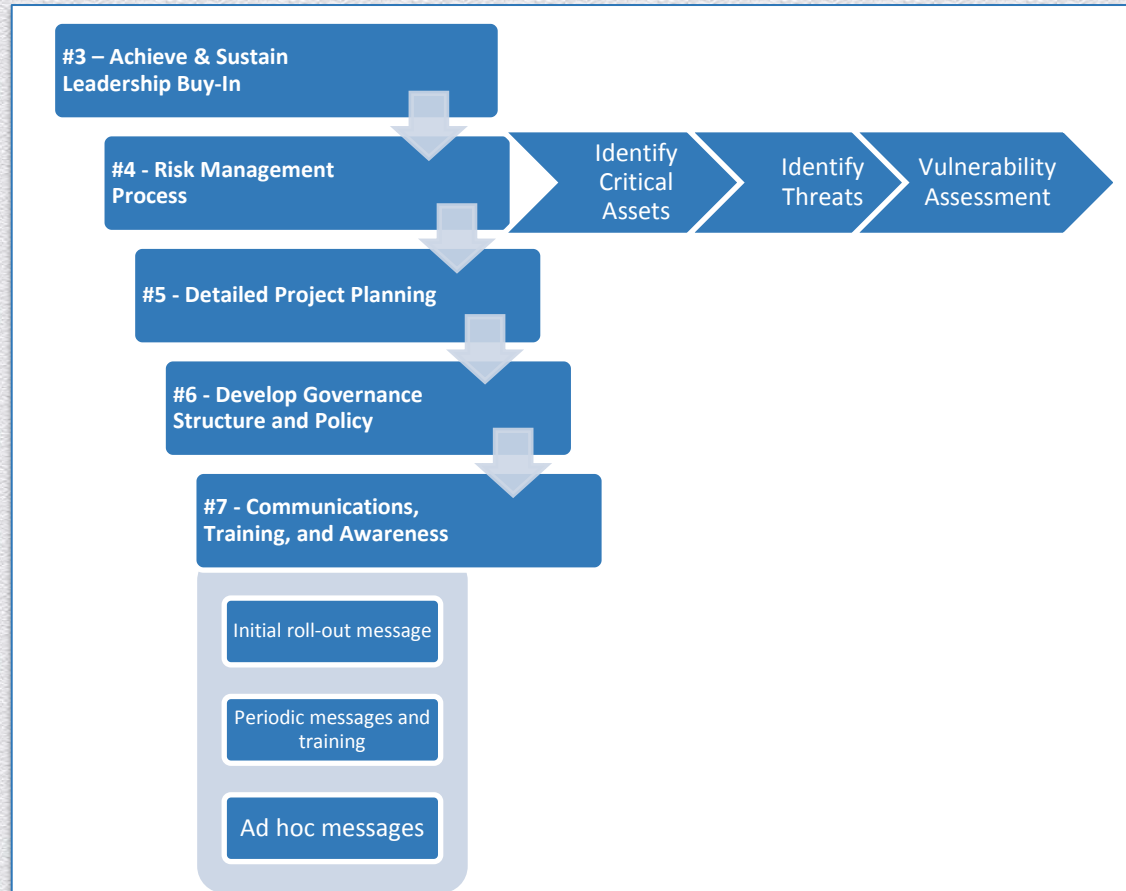 #3 – Achieve & Sustain
Leadership Buy-In
#4 - Risk Management
Process
Identify
Critical
Assets
Identify
Threats
Vulnerability
Assessment
#5 - Detailed Project Planning
#6 - Develop Governance
Structure and Policy
#7 - Communications,
Training, and Awareness
Initial roll-out message
Periodic messages and
training
Ad hoc messages